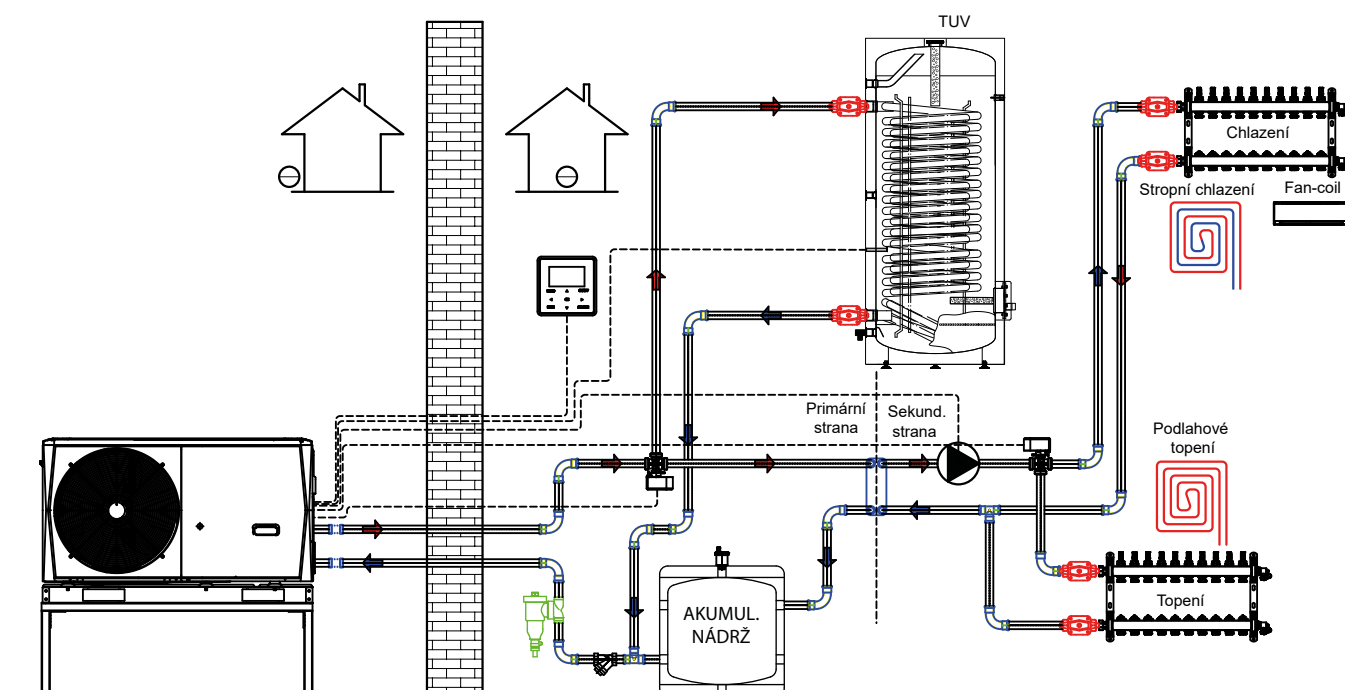 TUV
Chlazení
Stropní chlazení
Fan-coil
Primární
strana
Sekund.
strana
Podlahové
topení
Topení
AKUMUL.
NÁDRŽ